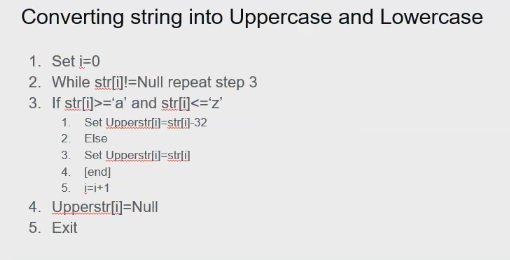 Converting string into Uppercase and Lowercase
1. Set i=0
2. While str[i]!=Null repeat step 3
3. If str[i]>='a' and str[i]<='z'
1. Set Upperstr[i]=str[i]-32
2. Else
3. Set Upperstr[i]=str[i]
4. [end]
5. i=i+1
4. Upperstr[i]=Null
5. Exit